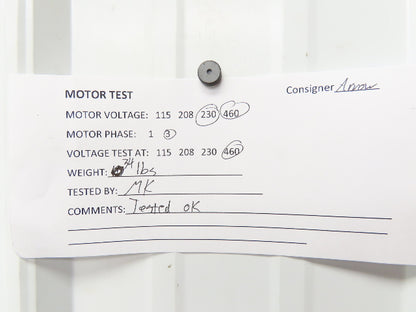 MOTOR TEST
Consigner
MOTOR VOLTAGE: 115 208 230 460
MOTOR PHASE: 1 3
VOLTAGE TEST AT: 115 208 230 460
WEIGHT: 34 lbs
TESTED BY: MK
COMMENTS: Tested OK